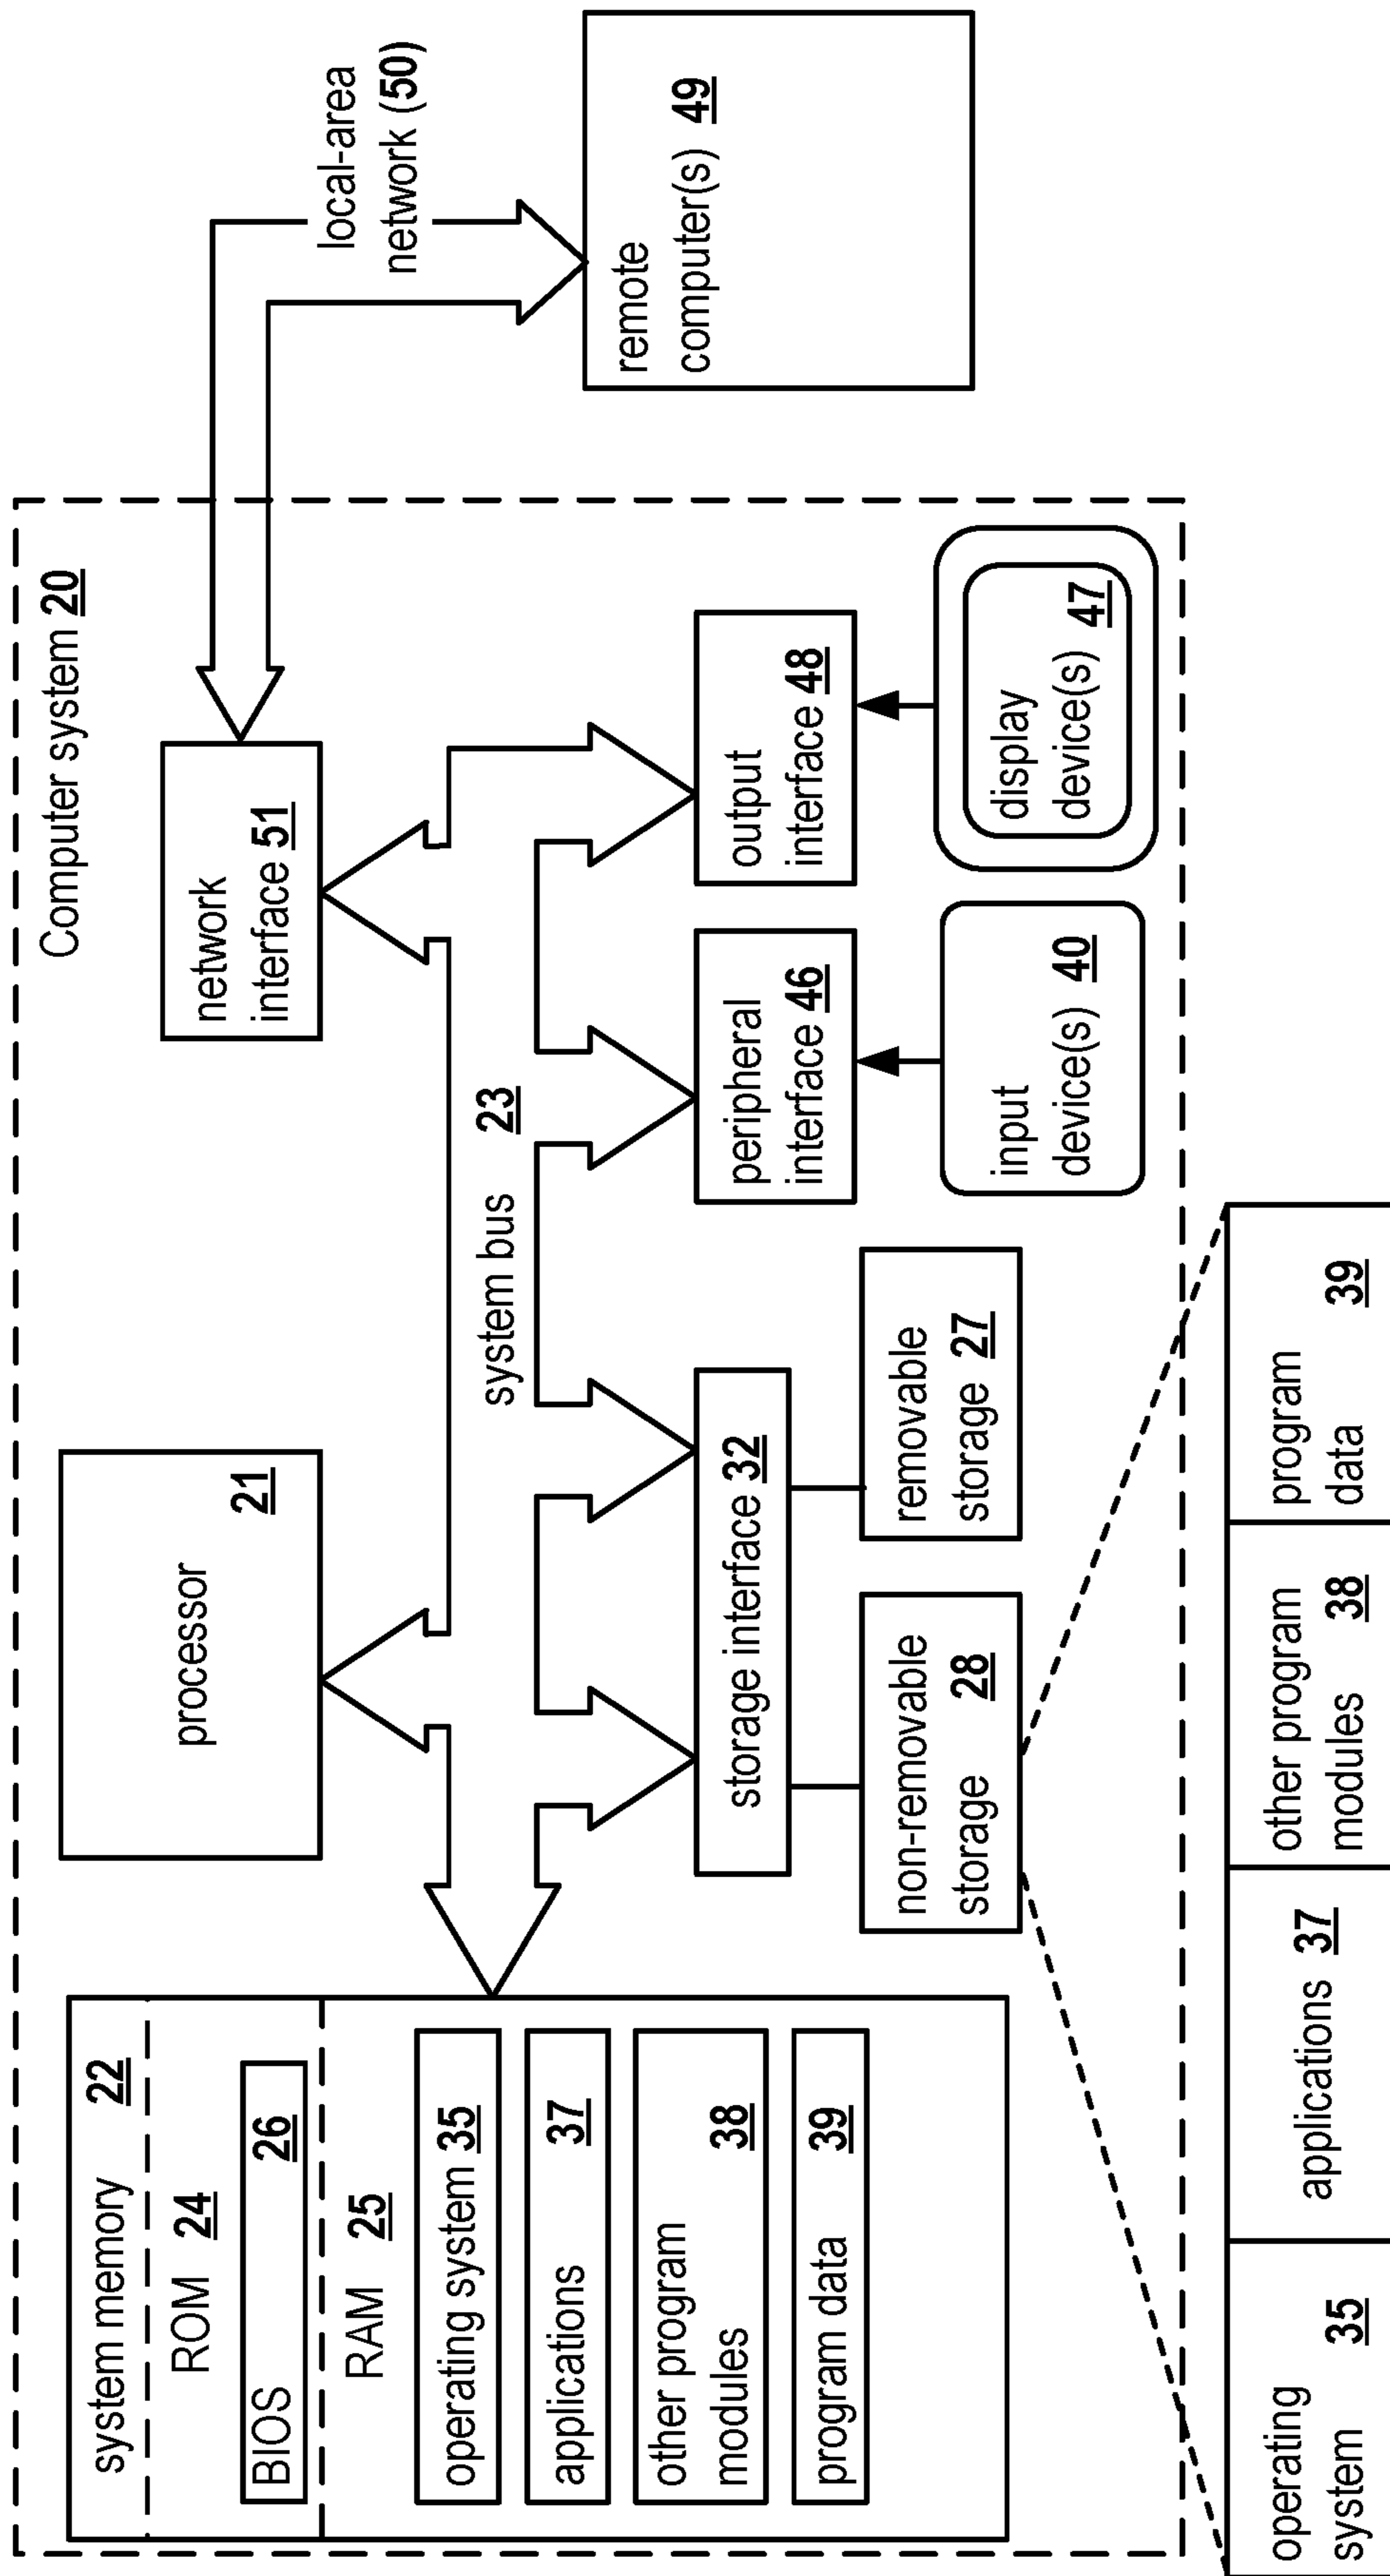 Computer system 20
system memory 22
ROM 24
BIOS 26
RAM 25
operating system 35
applications 37
other program
modules 38
program data 39
processor
21
network
interface 51
local-area
network (50)
system bus 23
storage interface 32
peripheral
interface 46
output
interface 48
remote
computer(s) 49
non-removable
storage 28
removable
storage 27
input
device(s) 40
display
device(s) 47
operating
system 35
applications 37
other program
modules 38
program
data 39